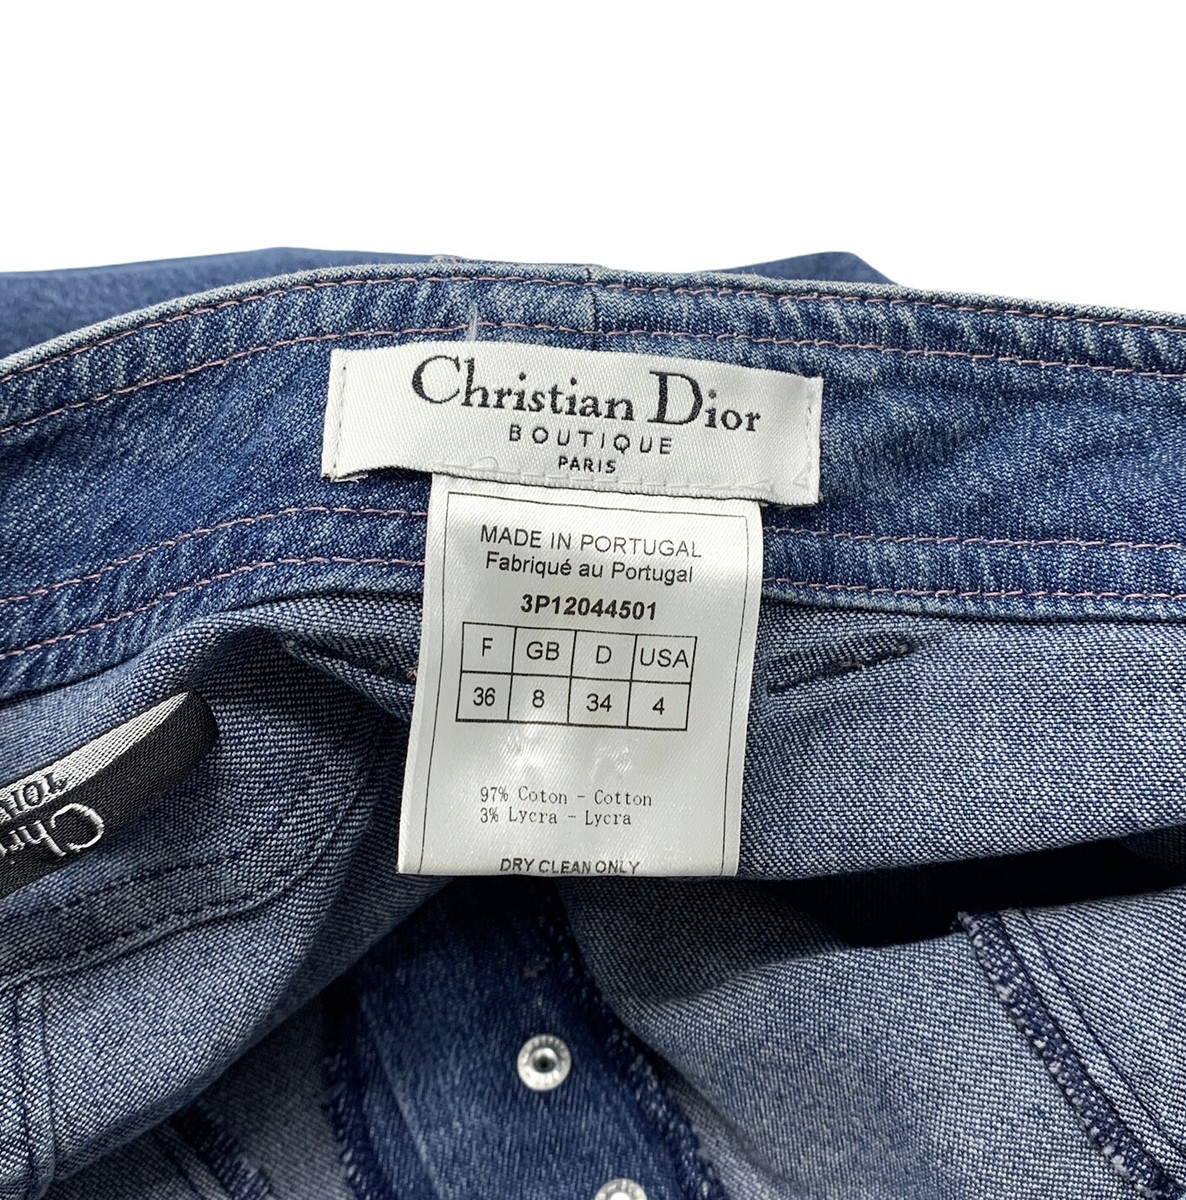 Christian Dior
BOUTIQUE
PARIS
MADE IN PORTUGAL
Fabriqué au Portugal
3P12044501
F GB D USA
36 8 34 4
97% Coton - Cotton
3% Lycra - Lycra
DRY CLEAN ONLY